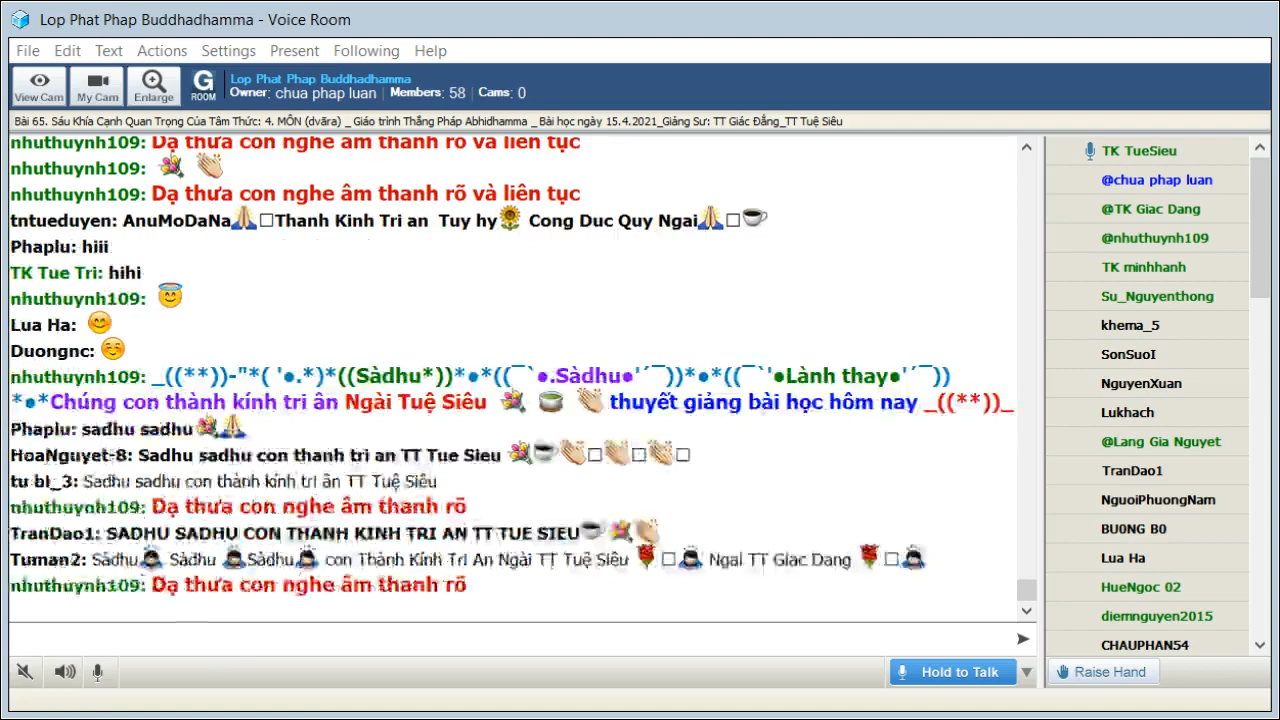 Lop Phat Phap Buddhadhamma - Voice Room
File Edit Text Actions Settings Present Following Help
View Cam My Cam Enlarge G ROOM
Lop Phat Phap Buddhadhamma
Owner: chua phap luan Members: 58 Cams: 0
Bài 65. Sáu Khía Cạnh Quan Trọng Của Tâm Thức: 4. MÔN (dvāra) _ Giáo trình Thắng Pháp Abhidhamma _Bài học ngày 15.4.2021_Giảng Sư: TT Giác Đẳng_TT Tuệ Siêu
nhuthuynh109: Dạ thưa con nghe âm thanh rõ và liên tục
nhuthuynh109: 💐 👏
nhuthuynh109: Dạ thưa con nghe âm thanh rõ và liên tục
tntueduyen: AnuMoDaNa🙏□Thanh Kinh Tri an Tuy hy🌻 Cong Duc Quy Ngai🙏□☕
Phaplu: hiii
TK Tue Tri: hihi
nhuthuynh109: 😇
Lua Ha: 😊
Duongnc: ☺️
nhuthuynh109: _((**))-"*( '●.*)*((Sàdhu*))*●*((¯`●.Sàdhu●'´¯))*●*((¯`'●Lành thay●'´¯))
*●*Chúng con thành kính tri ân Ngài Tuệ Siêu 💐 🍵 👏 thuyết giảng bài học hôm nay _((**))_
Phaplu: sadhu sadhu💐🙏
HoaNguyet-8: Sadhu sadhu con thanh tri an TT Tue Sieu 💐☕👏□👏□👏□
tu bi_3: Sadhu sadhu con thành kính tri ân TT Tuệ Siêu
nhuthuynh109: Dạ thưa con nghe âm thanh rõ
TranDao1: SADHU SADHU CON THANH KINH TRI AN TT TUE SIEU☕ 💐👏
Tuman2: Sàdhu🙇 Sàdhu 🙇Sàdhu🙇 con Thành Kính Tri Ân Ngài TT Tuệ Siêu 🌹□🙇 Ngai TT Giac Dang 🌹□🙇
nhuthuynh109: Dạ thưa con nghe âm thanh rõ
TK TueSieu
@chua phap luan
@TK Giac Dang
@nhuthuynh109
TK minhhanh
Su_Nguyenthong
khema_5
SonSuoI
NguyenXuan
Lukhach
@Lang Gia Nguyet
TranDao1
NguoiPhuongNam
BU0NG B0
Lua Ha
HueNgoc 02
diemnguyen2015
CHAUPHAN54
Hold to Talk
Raise Hand